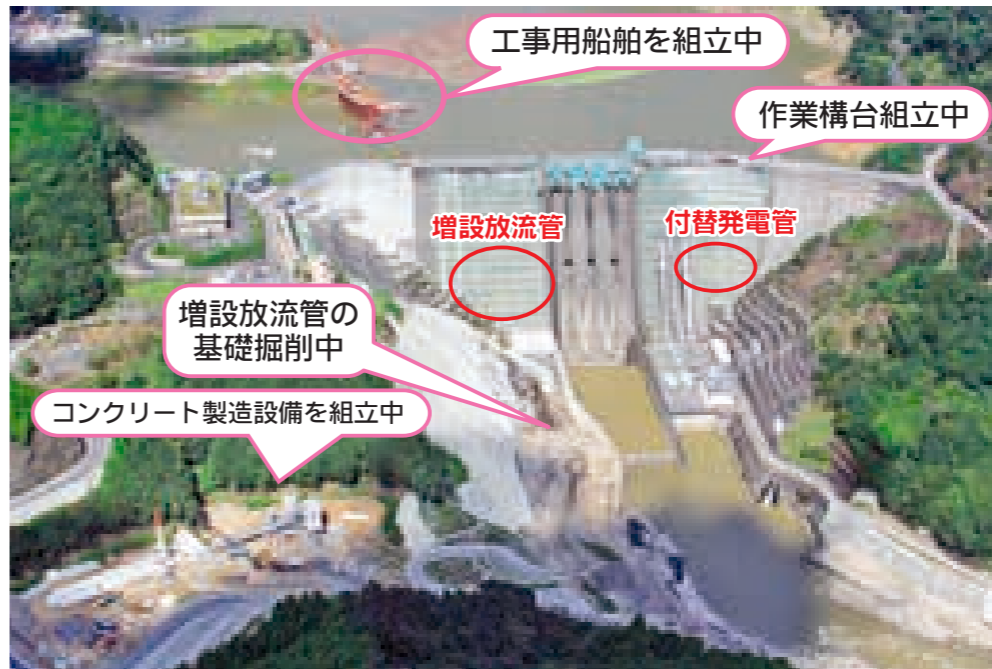 工事用船舶を組立中
作業構台組立中
増設放流管
付替発電管
増設放流管の
基礎掘削中
コンクリート製造設備を組立中